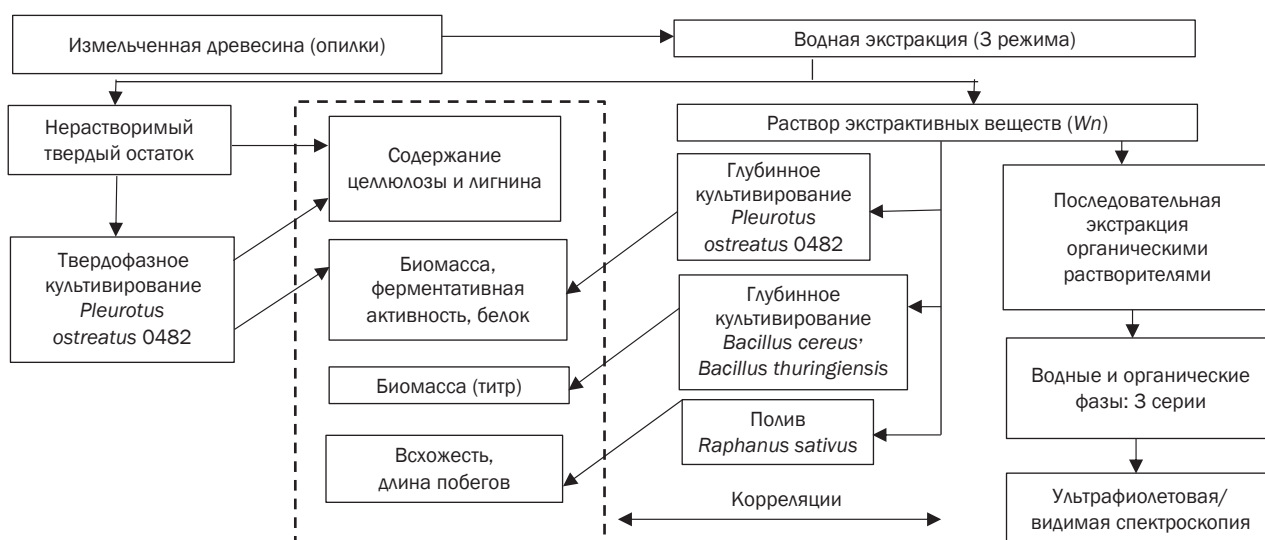 Измельченная древесина (опилки)
Водная экстракция (3 режима)
Нерастворимый
твердый остаток
Содержание
целлюлозы и лигнина
Раствор экстрактивных веществ (Wn)
Глубинное
культивирование
Pleurotus
ostreatus 0482
Последовательная
экстракция
органическими
растворителями
Твердофазное
культивирование
Pleurotus
ostreatus 0482
Биомасса,
ферментативная
активность, белок
Глубинное
культивирование
Bacillus cereus,
Bacillus thuringiensis
Биомасса (титр)
Водные и органические
фазы: 3 серии
Полив
Raphanus sativus
Всхожесть,
длина побегов
Корреляции
Ультрафиолетовая/
видимая спектроскопия